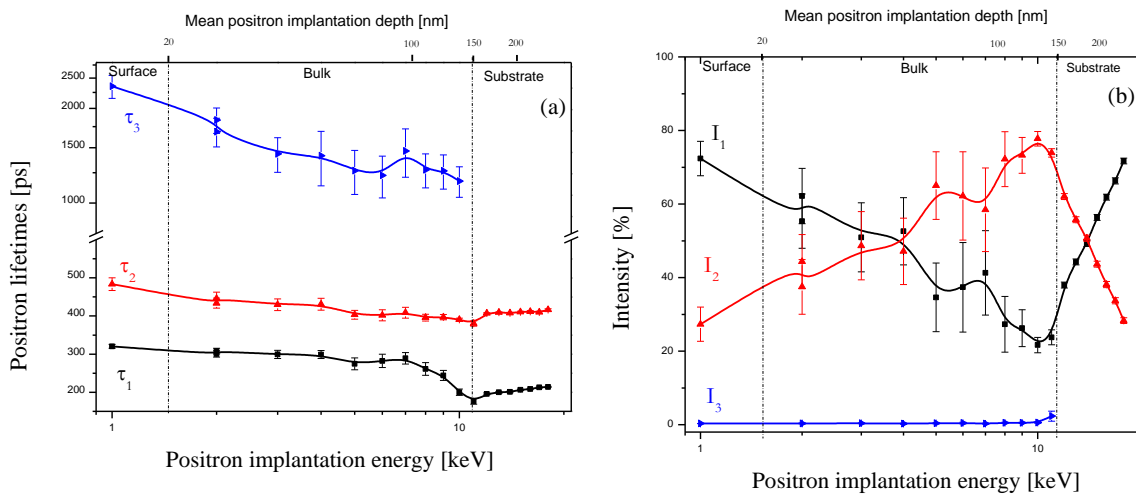 Mean positron implantation depth [nm]
20 100 150 200
Surface Bulk Substrate
(a)
τ3
τ2
τ1
2500
2000
1500
1000
500
400
300
200
1 10
Positron lifetimes [ps]
Positron implantation energy [keV]
Mean positron implantation depth [nm]
20 100 150 200
Surface Bulk Substrate
(b)
I1
I2
I3
100
80
60
40
20
0
1 10
Intensity [%]
Positron implantation energy [keV]